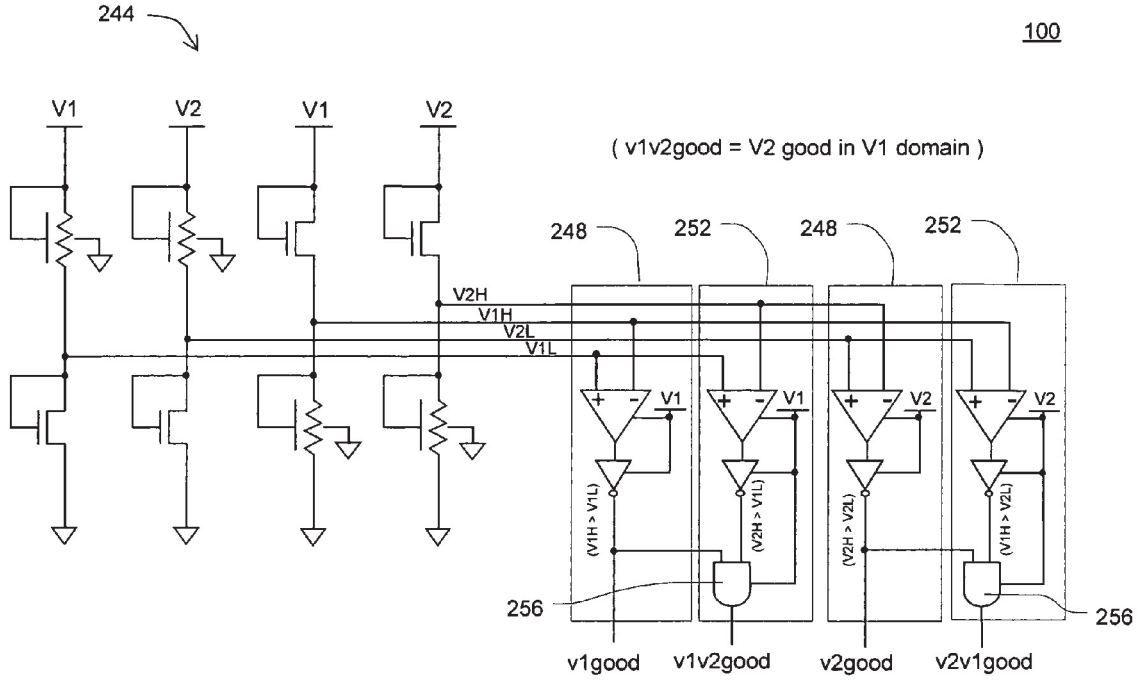 244
100
V1 V2 V1 V2
( v1v2good = V2 good in V1 domain )
248 252 248 252
V2H
V1H
V2L
V1L
+ - V1 + - V1 + - V2 + - V2
(V1H > V1L) (V2H > V1L) (V2H > V2L) (V1H > V2L)
256 256
v1good v1v2good v2good v2v1good